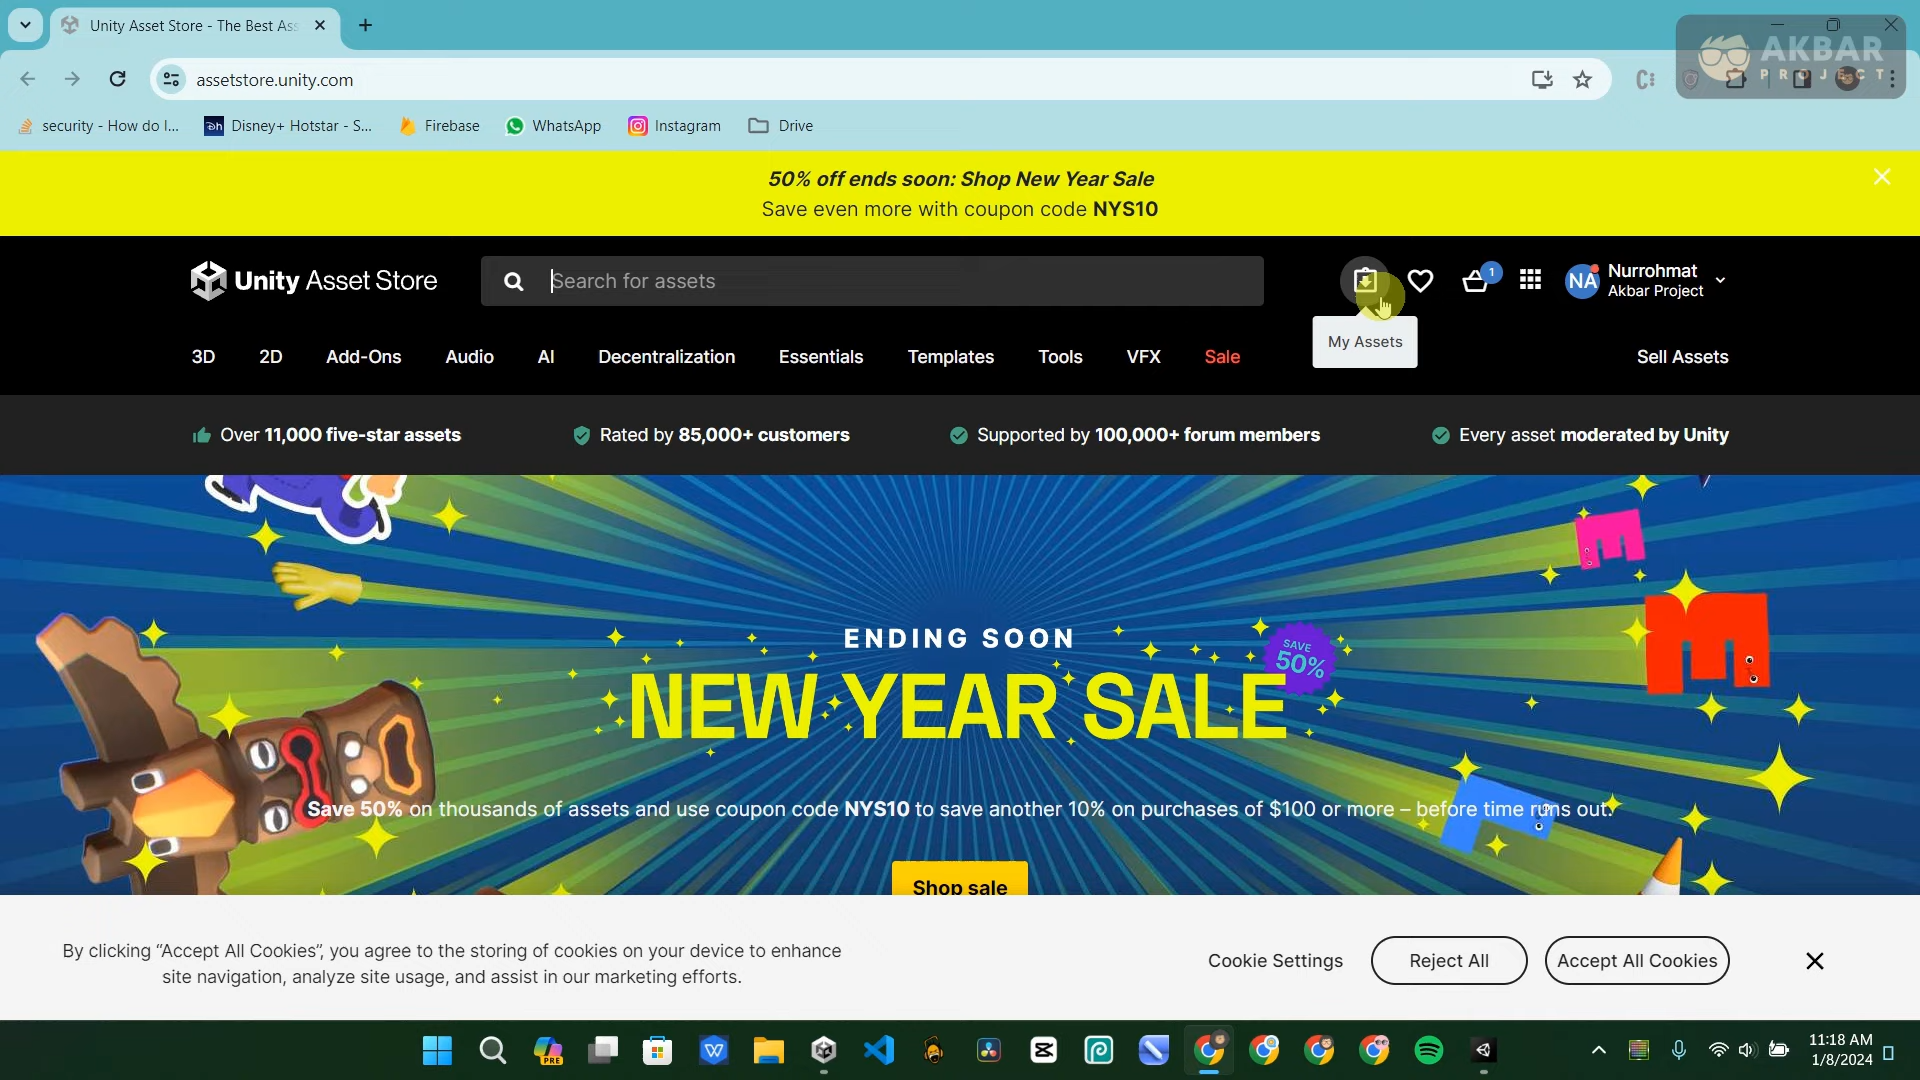 Unity Asset Store - The Best Ass
AKBAR
PROJECT
assetstore.unity.com
security - How do I...
Disney+ Hotstar - S...
Firebase
WhatsApp
Instagram
Drive
50% off ends soon: Shop New Year Sale
Save even more with coupon code NYS10
Unity Asset Store
Search for assets
1
NA
Nurrohmat
Akbar Project
My Assets
3D
2D
Add-Ons
Audio
AI
Decentralization
Essentials
Templates
Tools
VFX
Sale
Sell Assets
Over 11,000 five-star assets
Rated by 85,000+ customers
Supported by 100,000+ forum members
Every asset moderated by Unity
ENDING SOON
SAVE
50%
NEW YEAR SALE
Save 50% on thousands of assets and use coupon code NYS10 to save another 10% on purchases of $100 or more – before time runs out.
Shop sale
By clicking “Accept All Cookies”, you agree to the storing of cookies on your device to enhance
site navigation, analyze site usage, and assist in our marketing efforts.
Cookie Settings
Reject All
Accept All Cookies
PRE
11:18 AM
1/8/2024